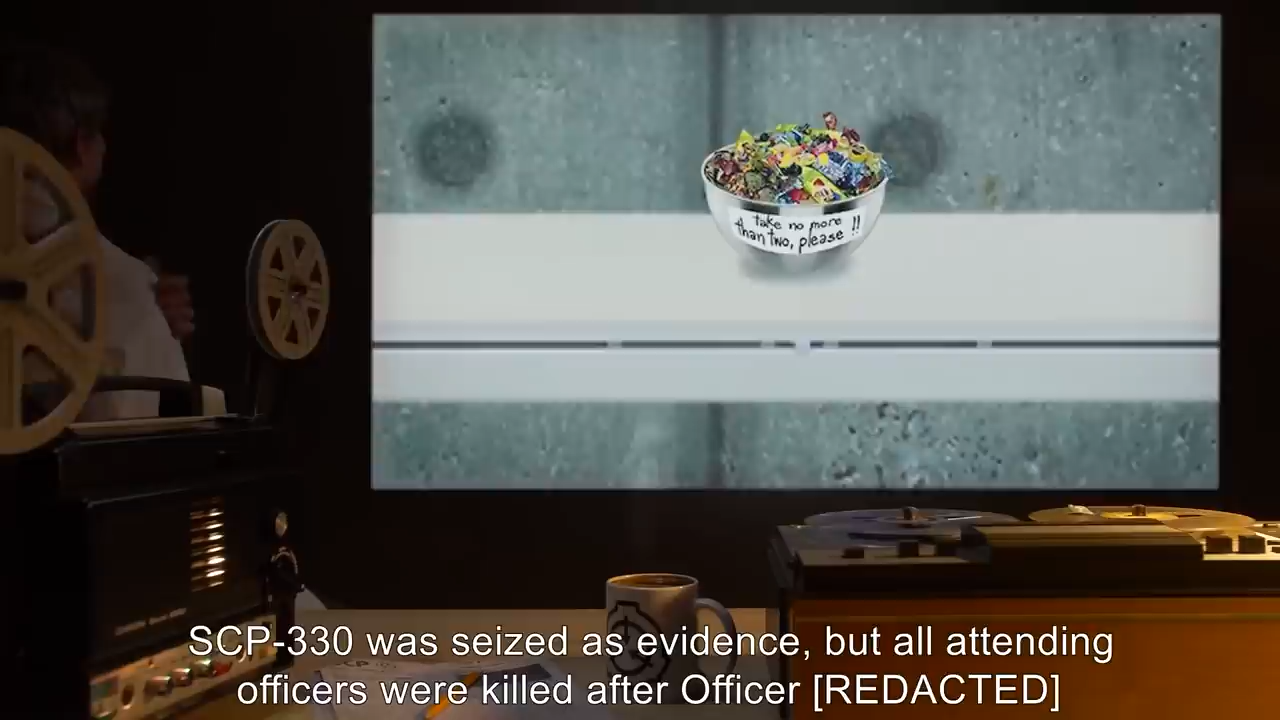 take no more
than two, please !!
SCP-330 was seized as evidence, but all attending
officers were killed after Officer [REDACTED]